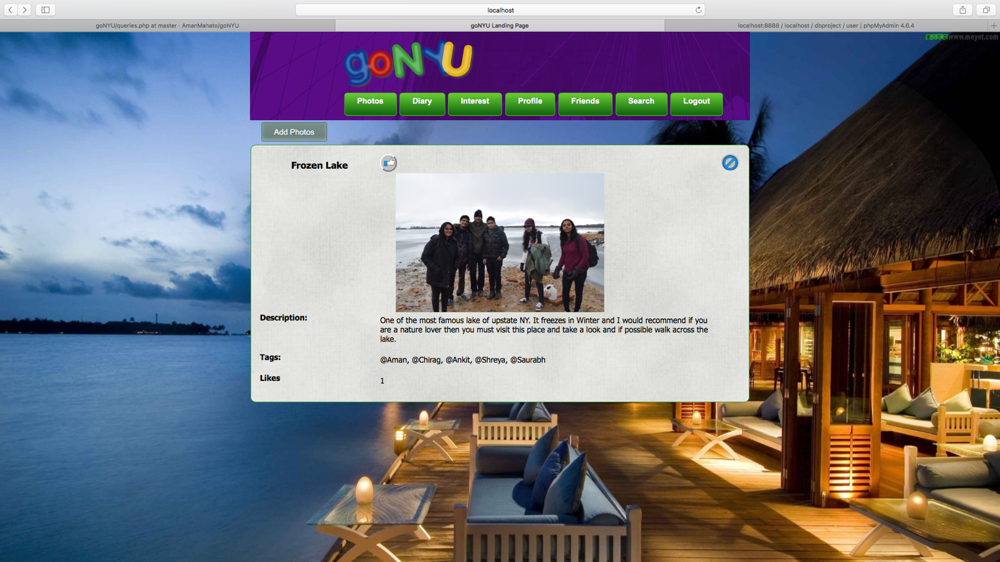 localhost
goNYU/queries.php at master · AmanMahato/goNYU
goNYU Landing Page
localhost:8888 / localhost / dbproject / user | phpMyAdmin 4.6.4
www.meyet.com
goNYU
Photos
Diary
Interest
Profile
Friends
Search
Logout
Add Photos
Frozen Lake
Description:
One of the most famous lake of upstate NY. It freezes in Winter and I would recommend if you
are a nature lover then you must visit this place and take a look and if possible walk across the
lake.
Tags:
@Aman, @Chirag, @Ankit, @Shreya, @Saurabh
Likes
1